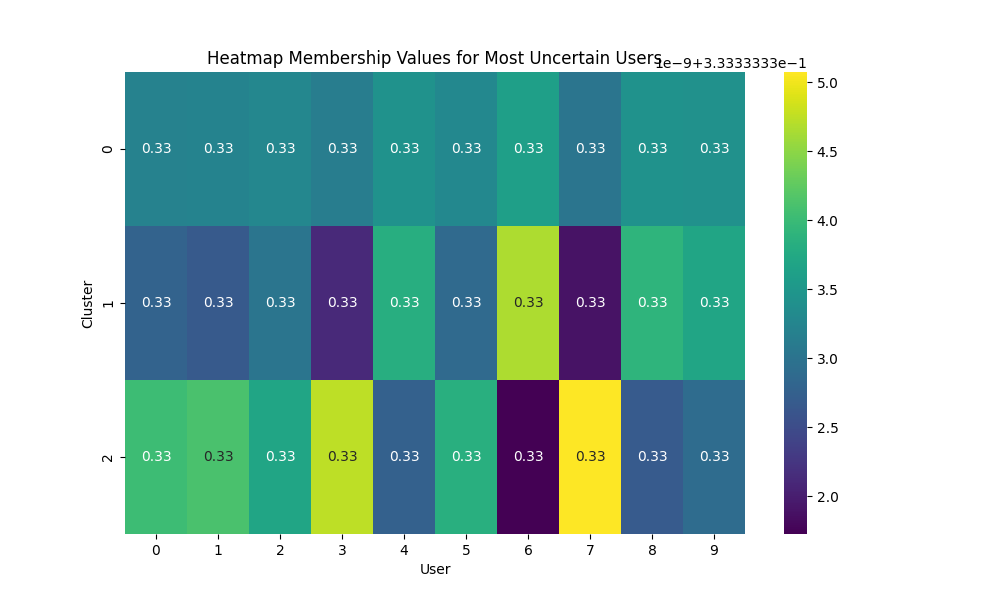 Heatmap Membership Values for Most Uncertain Users
1e−9+3.3333333e−1
0 0.33 0.33 0.33 0.33 0.33 0.33 0.33 0.33 0.33 0.33
1 0.33 0.33 0.33 0.33 0.33 0.33 0.33 0.33 0.33 0.33
2 0.33 0.33 0.33 0.33 0.33 0.33 0.33 0.33 0.33 0.33
Cluster
0 1 2 3 4 5 6 7 8 9
User
5.0
4.5
4.0
3.5
3.0
2.5
2.0